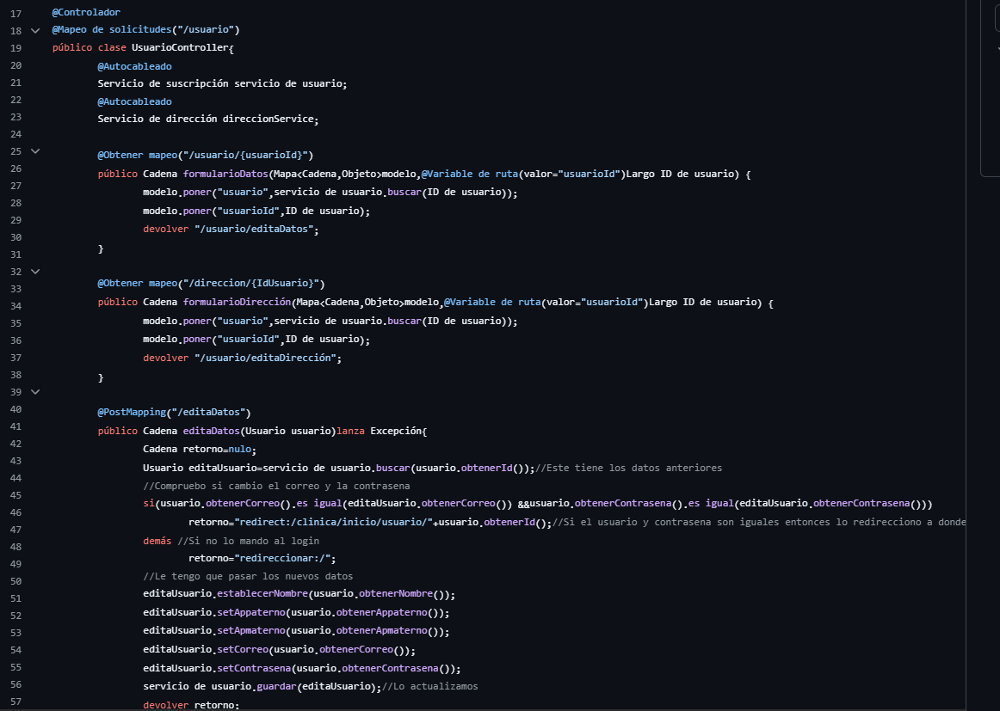 17 @Controlador
18 @Mapeo de solicitudes("/usuario")
19 público clase UsuarioController{
20 @Autocableado
21 Servicio de suscripción servicio de usuario;
22 @Autocableado
23 Servicio de dirección direccionService;
24
25 @Obtener mapeo("/usuario/{usuarioId}")
26 público Cadena formularioDatos(Mapa<Cadena,Objeto>modelo,@Variable de ruta(valor="usuarioId")Largo ID de usuario) {
27 modelo.poner("usuario",servicio de usuario.buscar(ID de usuario));
28 modelo.poner("usuarioId",ID de usuario);
29 devolver "/usuario/editaDatos";
30 }
31
32
33 @Obtener mapeo("/direccion/{IdUsuario}")
34 público Cadena formularioDirección(Mapa<Cadena,Objeto>modelo,@Variable de ruta(valor="usuarioId")Largo ID de usuario) {
35 modelo.poner("usuario",servicio de usuario.buscar(ID de usuario));
36 modelo.poner("usuarioId",ID de usuario);
37 devolver "/usuario/editaDirección";
38 }
39
40 @PostMapping("/editaDatos")
41 público Cadena editaDatos(Usuario usuario)lanza Excepción{
42 Cadena retorno=nulo;
43 Usuario editaUsuario=servicio de usuario.buscar(usuario.obtenerId());//Este tiene los datos anteriores
44 //Compruebo si cambio el correo y la contrasena
45 si(usuario.obtenerCorreo().es igual(editaUsuario.obtenerCorreo()) &&usuario.obtenerContrasena().es igual(editaUsuario.obtenerContrasena()))
46 retorno="redirect:/clinica/inicio/usuario/"+usuario.obtenerId();//Si el usuario y contrasena son iguales entonces lo redirecciono a donde
47 demás //Si no lo mando al login
48 retorno="redireccionar:/";
49 //Le tengo que pasar los nuevos datos
50 editaUsuario.establecerNombre(usuario.obtenerNombre());
51 editaUsuario.setAppaterno(usuario.obtenerAppaterno());
52 editaUsuario.setApmaterno(usuario.obtenerApmaterno());
53 editaUsuario.setCorreo(usuario.obtenerCorreo());
54 editaUsuario.setContrasena(usuario.obtenerContrasena());
55 servicio de usuario.guardar(editaUsuario);//Lo actualizamos
56 devolver retorno;
57